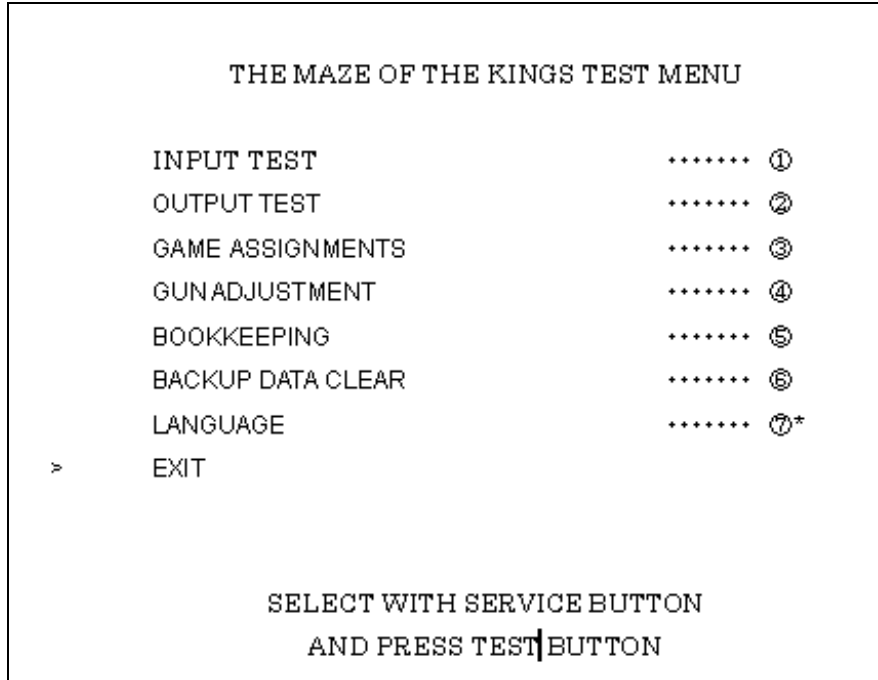 THE MAZE OF THE KINGS TEST MENU
INPUT TEST ······· ①
OUTPUT TEST ······· ②
GAME ASSIGNMENTS ······· ③
GUN ADJUSTMENT ······· ④
BOOKKEEPING ······· ⑤
BACKUP DATA CLEAR ······· ⑥
LANGUAGE ······· ⑦*
> EXIT
SELECT WITH SERVICE BUTTON
AND PRESS TEST BUTTON